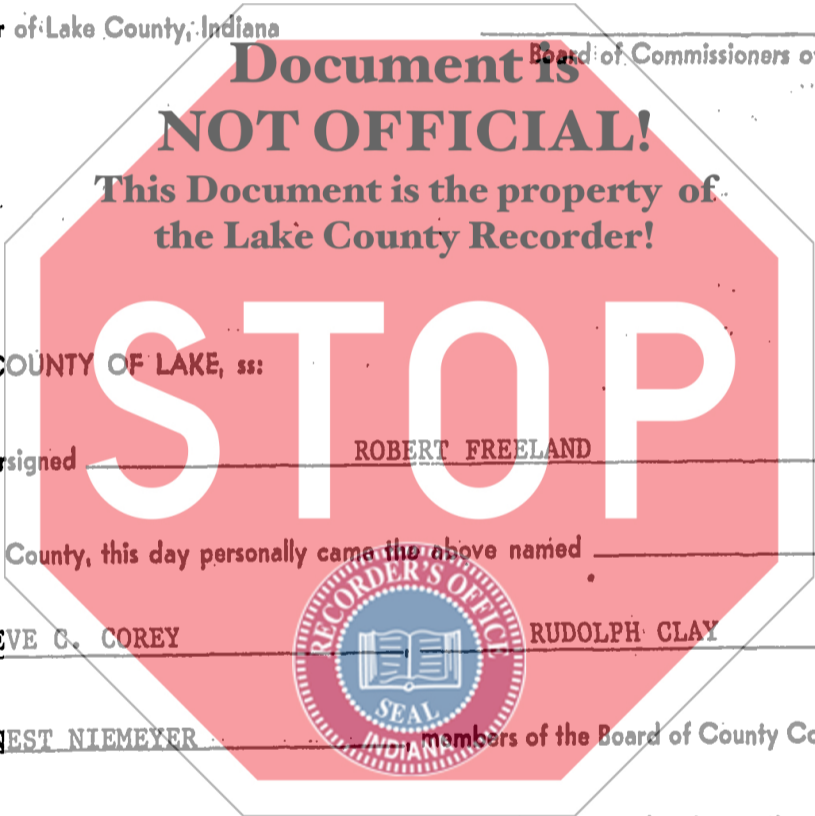 r of Lake County, Indiana
Board of Commissioners o
Document is
NOT OFFICIAL!
This Document is the property of
the Lake County Recorder!
STOP
COUNTY OF LAKE, ss:
rsigned ROBERT FREELAND
County, this day personally came the above named
EVE C. COREY RUDOLPH CLAY
RECORDER'S OFFICE
SEAL
INDIANA
NEST NIEMEYER , members of the Board of County Co